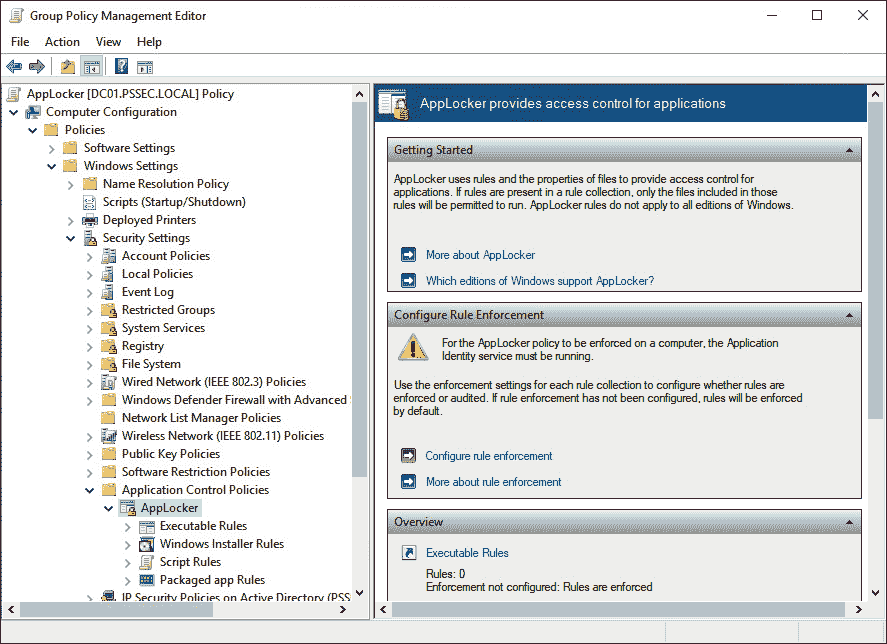 Group Policy Management Editor
File Action View Help
AppLocker [DC01.PSSEC.LOCAL] Policy
Computer Configuration
Policies
Software Settings
Windows Settings
Name Resolution Policy
Scripts (Startup/Shutdown)
Deployed Printers
Security Settings
Account Policies
Local Policies
Event Log
Restricted Groups
System Services
Registry
File System
Wired Network (IEEE 802.3) Policies
Windows Defender Firewall with Advanced
Network List Manager Policies
Wireless Network (IEEE 802.11) Policies
Public Key Policies
Software Restriction Policies
Application Control Policies
AppLocker
Executable Rules
Windows Installer Rules
Script Rules
Packaged app Rules
IP Security Policies on Active Directory (PSS
AppLocker provides access control for applications
Getting Started
AppLocker uses rules and the properties of files to provide access control for
applications. If rules are present in a rule collection, only the files included in those
rules will be permitted to run. AppLocker rules do not apply to all editions of Windows.
More about AppLocker
Which editions of Windows support AppLocker?
Configure Rule Enforcement
For the AppLocker policy to be enforced on a computer, the Application
Identity service must be running.
Use the enforcement settings for each rule collection to configure whether rules are
enforced or audited. If rule enforcement has not been configured, rules will be enforced
by default.
Configure rule enforcement
More about rule enforcement
Overview
Executable Rules
Rules: 0
Enforcement not configured: Rules are enforced